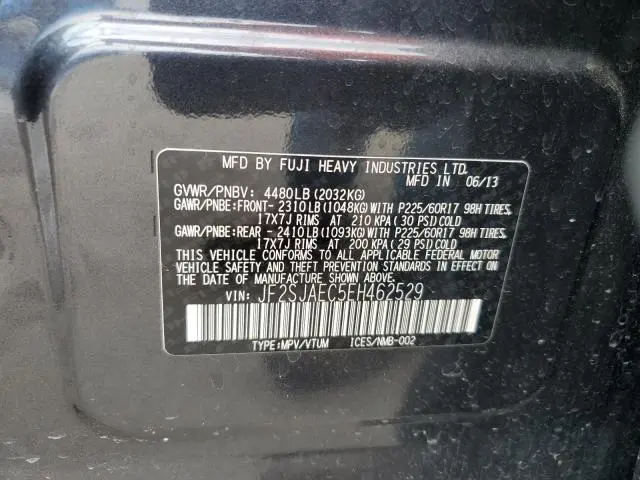 MFD BY FUJI HEAVY INDUSTRIES LTD.
MFD IN 06/13
GVWR/PNBV: 4480LB(2032KG)
GAWR/PNBE:FRONT- 2310LB(1048KG)WITH P225/60R17 98H TIRES,
17X7J RIMS AT 210 KPA(30 PSI)COLD
GAWR/PNBE:REAR - 2410LB(1093KG)WITH P225/60R17 98H TIRES,
17X7J RIMS AT 200 KPA(29 PSI)COLD
THIS VEHICLE CONFORMS TO ALL APPLICABLE FEDERAL MOTOR
VEHICLE SAFETY AND THEFT PREVENTION STANDARDS IN EFFECT ON
THE DATE OF MANUFACTURE SHOWN ABOVE.
VIN: JF2SJAEC5EH462529
TYPE:MPV/VTUM ICES/NMB-002